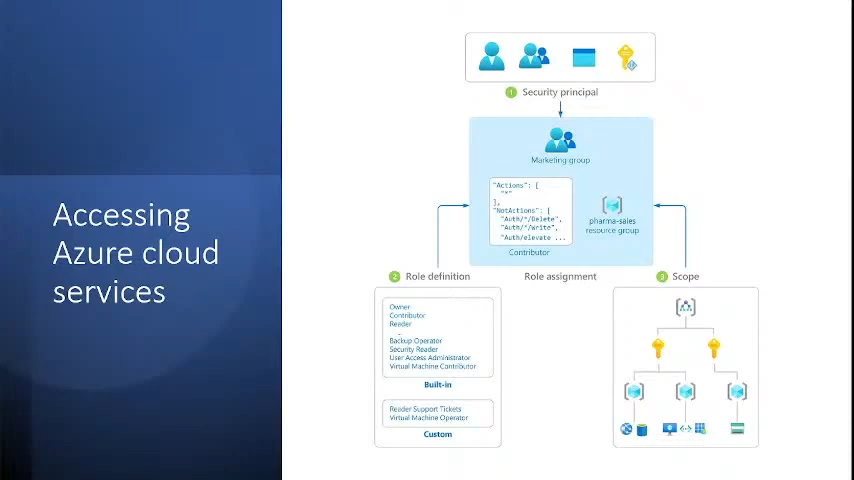 Accessing
Azure cloud
services
1 Security principal
Marketing group
"Actions": [
"*"
],
"NotActions": [
"Auth/*/Delete",
"Auth/*/Write",
"Auth/elevate ...
Contributor
pharma-sales
resource group
2 Role definition
Role assignment
3 Scope
Owner
Contributor
Reader
...
Backup Operator
Security Reader
User Access Administrator
Virtual Machine Contributor
Built-in
Reader Support Tickets
Virtual Machine Operator
Custom